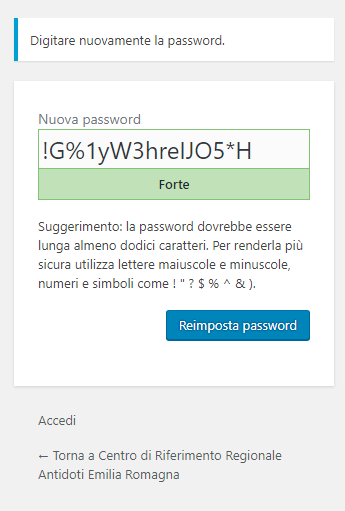 Digitare nuovamente la password.
Nuova password
!G%1yW3hreIJO5*H
Forte
Suggerimento: la password dovrebbe essere
lunga almeno dodici caratteri. Per renderla più
sicura utilizza lettere maiuscole e minuscole,
numeri e simboli come ! " ? $ % ^ & ).
Reimposta password
Accedi
← Torna a Centro di Riferimento Regionale
Antidoti Emilia Romagna